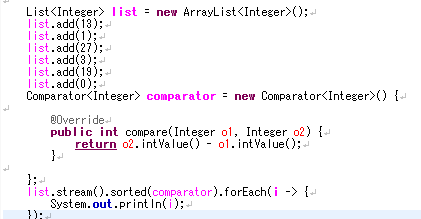 List<Integer> list = new ArrayList<Integer>();
list.add(13);
list.add(1);
list.add(27);
list.add(3);
list.add(19);
list.add(0);
Comparator<Integer> comparator = new Comparator<Integer>() {
@Override
public int compare(Integer o1, Integer o2) {
return o2.intValue() - o1.intValue();
}
};
list.stream().sorted(comparator).forEach(i -> {
System.out.println(i);
});